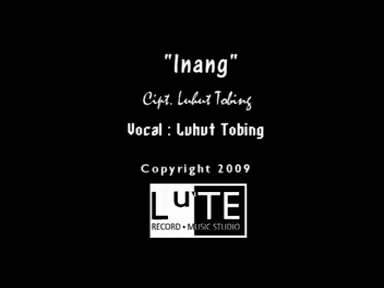 "Inang"
Cipt. Luhut Tobing
Vocal : Luhut Tobing
Copyright 2009
LuTE
RECORD • MUSIC STUDIO